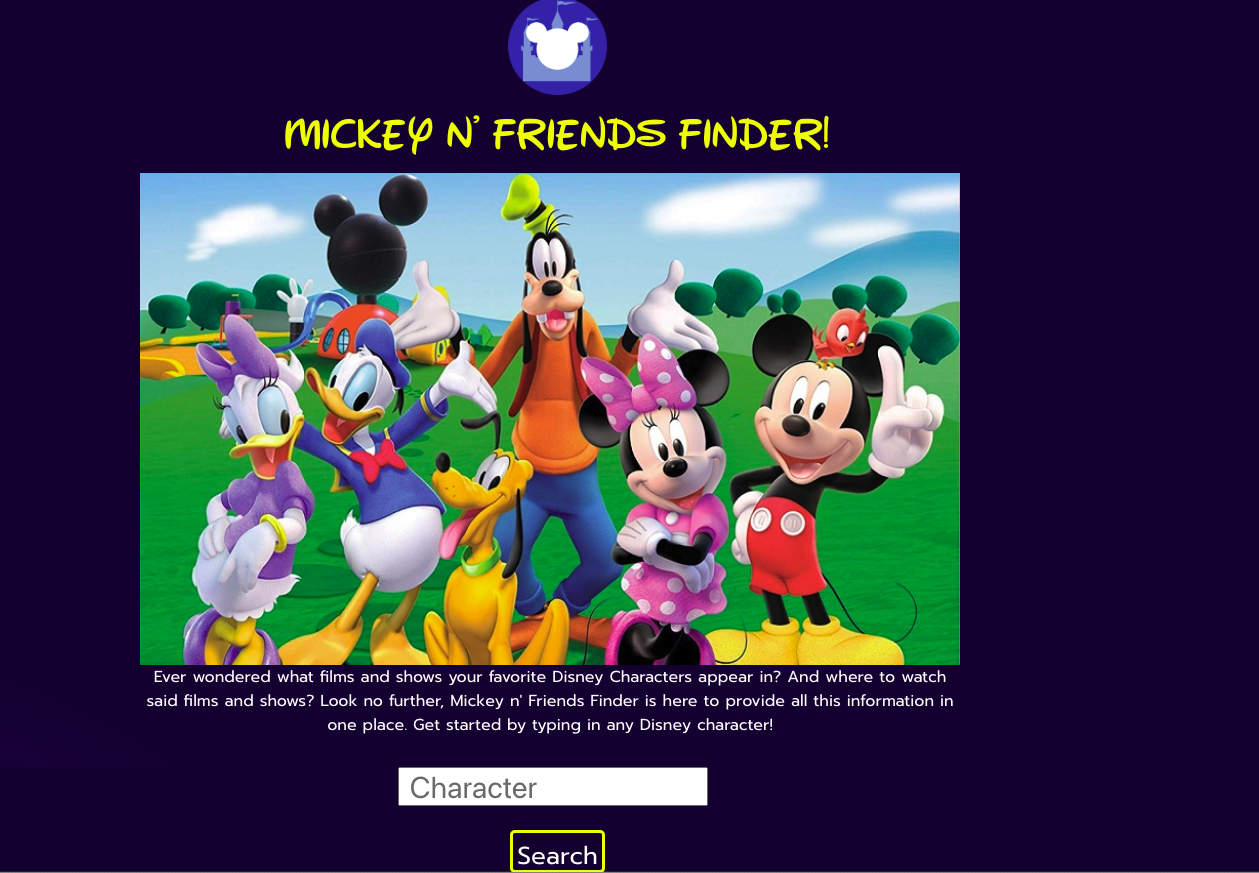 MICKEY N' FRIENDS FINDER!
Ever wondered what films and shows your favorite Disney Characters appear in? And where to watch
said films and shows? Look no further, Mickey n' Friends Finder is here to provide all this information in
one place. Get started by typing in any Disney character!
Character
Search